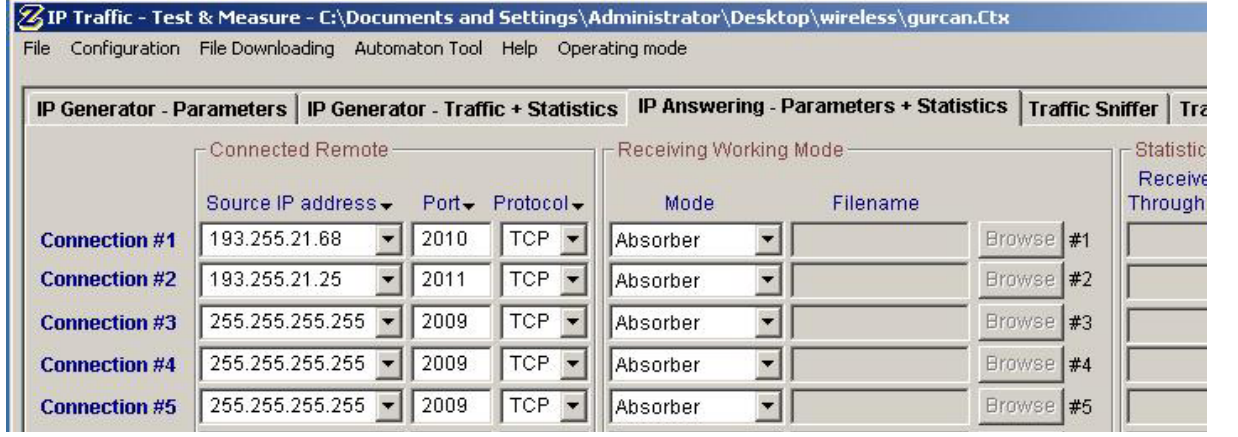 IP Traffic - Test & Measure - C:\Documents and Settings\Administrator\Desktop\wireless\gurcan.Ctx
File Configuration File Downloading Automaton Tool Help Operating mode
IP Generator - Parameters IP Generator - Traffic + Statistics IP Answering - Parameters + Statistics Traffic Sniffer Tra
Connected Remote Receiving Working Mode Statistic
Receive
Source IP address Port Protocol Mode Filename Through
Connection #1 193.255.21.68 2010 TCP Absorber Browse #1
Connection #2 193.255.21.25 2011 TCP Absorber Browse #2
Connection #3 255.255.255.255 2009 TCP Absorber Browse #3
Connection #4 255.255.255.255 2009 TCP Absorber Browse #4
Connection #5 255.255.255.255 2009 TCP Absorber Browse #5